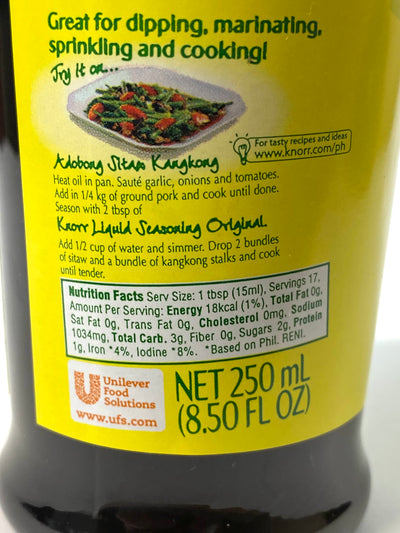 Great for dipping, marinating,
sprinkling and cooking!
Try it on...
Adobong Sitaw Kangkong
For tasty recipes and ideas
www.knorr.com/ph
Heat oil in pan. Sauté garlic, onions and tomatoes.
Add in 1/4 kg of ground pork and cook until done.
Season with 2 tbsp of
Knorr Liquid Seasoning Original.
Add 1/2 cup of water and simmer. Drop 2 bundles
of sitaw and a bundle of kangkong stalks and cook
until tender.
Nutrition Facts Serv Size: 1 tbsp (15ml), Servings 17,
Amount Per Serving: Energy 18kcal (1%), Total Fat 0g,
Sat Fat 0g, Trans Fat 0g, Cholesterol 0mg, Sodium
1034mg, Total Carb. 3g, Fiber 0g, Sugars 2g, Protein
1g, Iron *4%, Iodine *8%. *Based on Phil. RENI.
Unilever
Food
Solutions
www.ufs.com
NET 250 mL
(8.50 FL OZ)